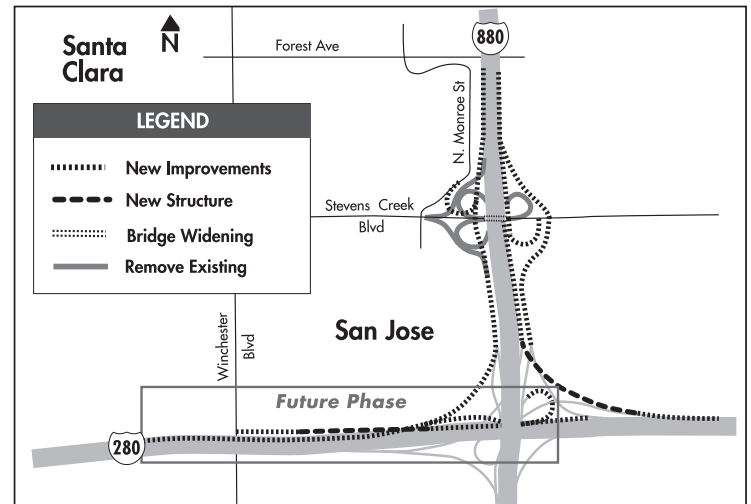 Santa
Clara
N
Forest Ave
880
N. Monroe St
LEGEND
New Improvements
New Structure
Bridge Widening
Remove Existing
Stevens Creek
Blvd
Winchester
Blvd
San Jose
Future Phase
280